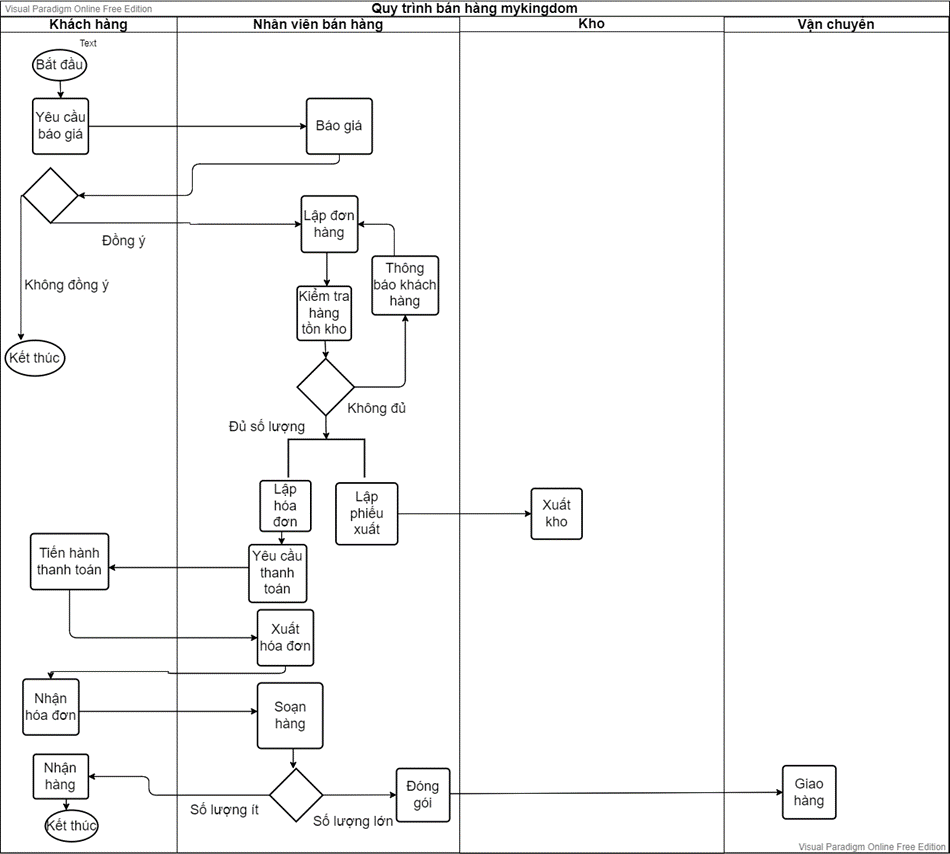 Visual Paradigm Online Free Edition
Quy trình bán hàng mykingdom
Khách hàng
Nhân viên bán hàng
Kho
Vận chuyển
Text
Bắt đầu
Yêu cầu
báo giá
Báo giá
Lập đơn
hàng
Đồng ý
Thông
báo khách
hàng
Không đồng ý
Kiểm tra
hàng
tồn kho
Kết thúc
Không đủ
Đủ số lượng
Lập
hóa
đơn
Lập
phiếu
xuất
Xuất
kho
Tiến hành
thanh toán
Yêu cầu
thanh
toán
Xuất
hóa đơn
Nhận
hóa đơn
Soạn
hàng
Nhận
hàng
Số lượng ít
Số lượng lớn
Đóng
gói
Giao
hàng
Kết thúc
Visual Paradigm Online Free Edition